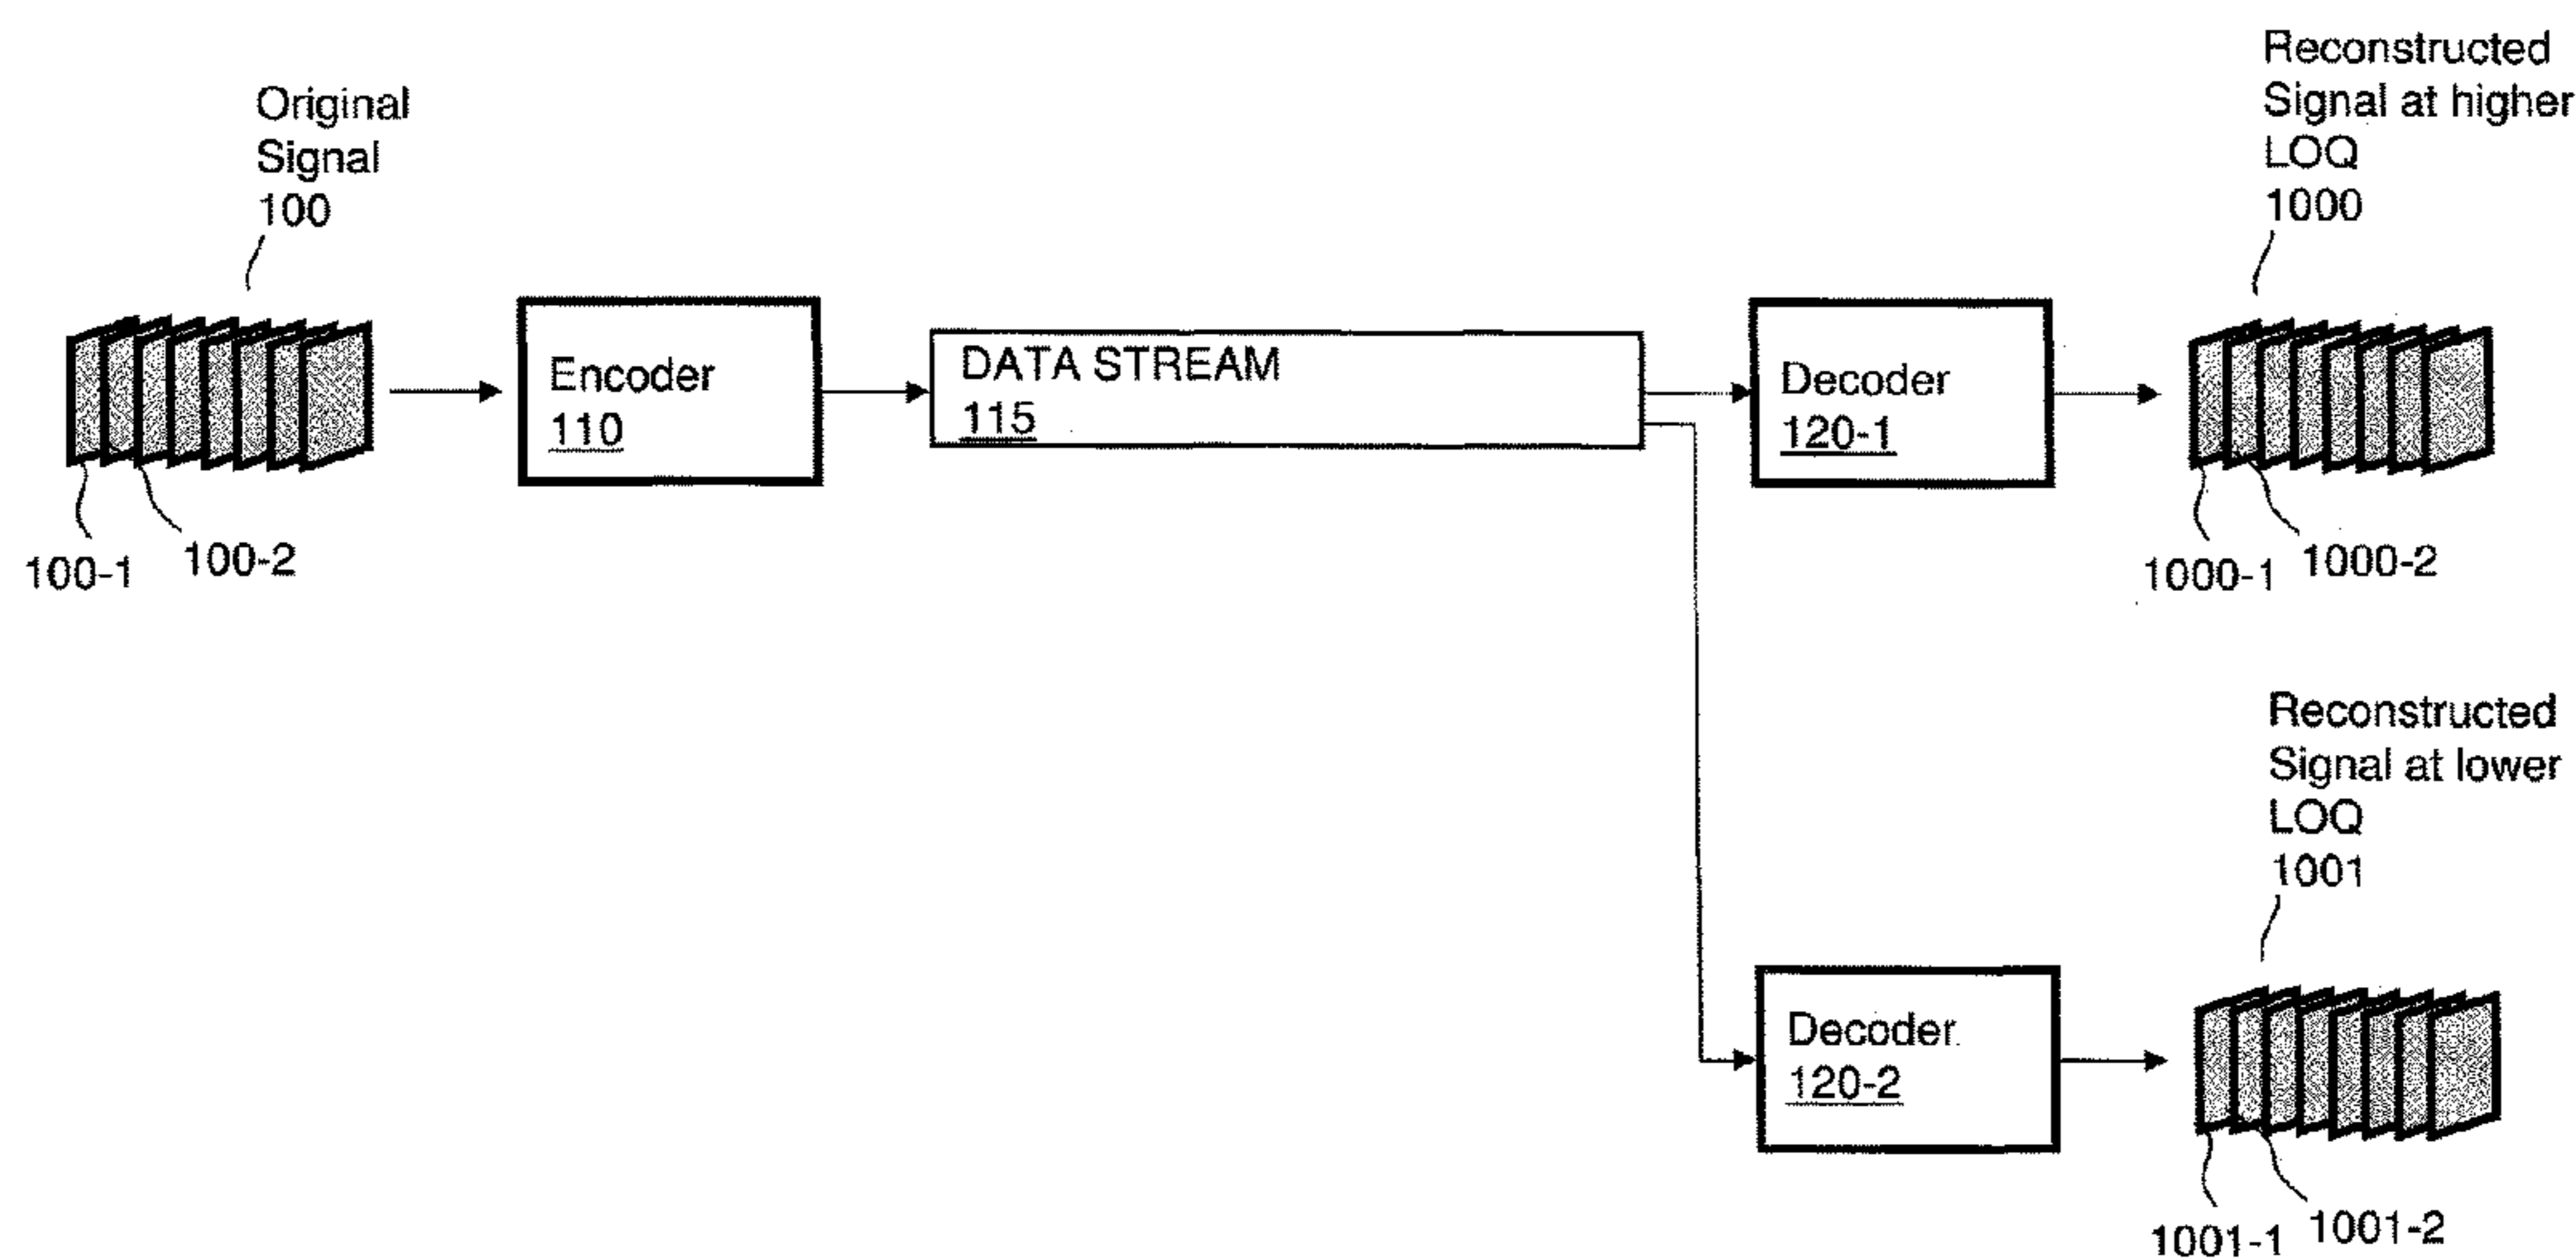 Original
Signal
100
100-1
100-2
Encoder
110
DATA STREAM
115
Decoder
120-1
Reconstructed
Signal at higher
LOQ
1000
1000-1
1000-2
Decoder
120-2
Reconstructed
Signal at lower
LOQ
1001
1001-1
1001-2